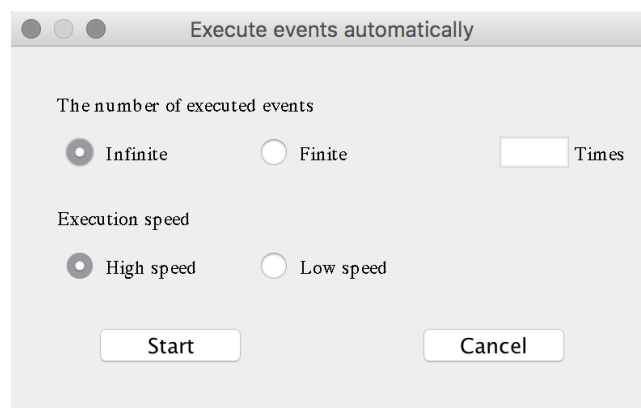 Execute events automatically
The number of executed events
Infinite Finite Times
Execution speed
High speed Low speed
Start Cancel